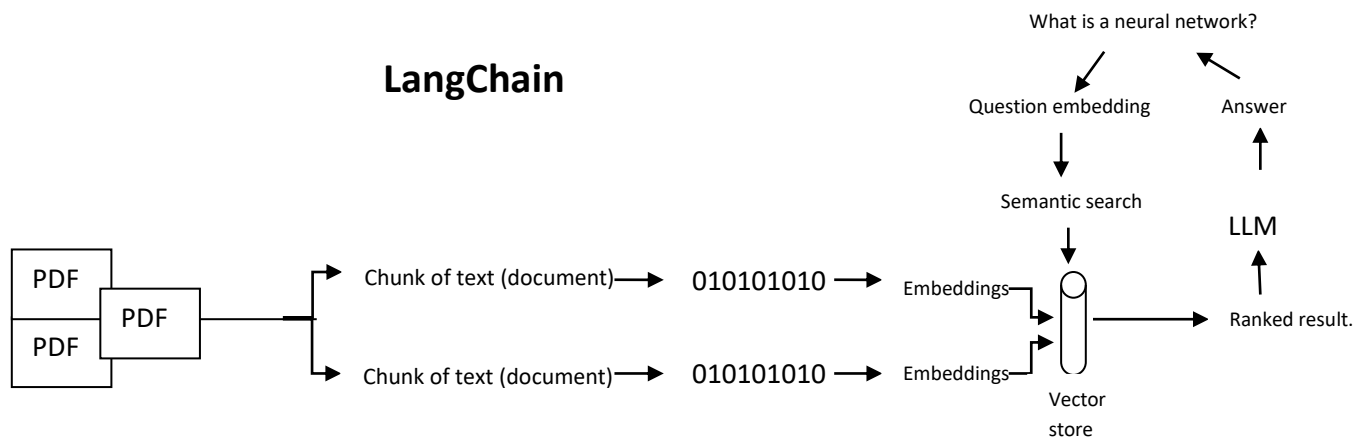 What is a neural network?
LangChain
Question embedding
Answer
Semantic search
LLM
PDF
Chunk of text (document)
010101010
Embeddings
PDF
Ranked result.
PDF
Chunk of text (document)
010101010
Embeddings
Vector
store